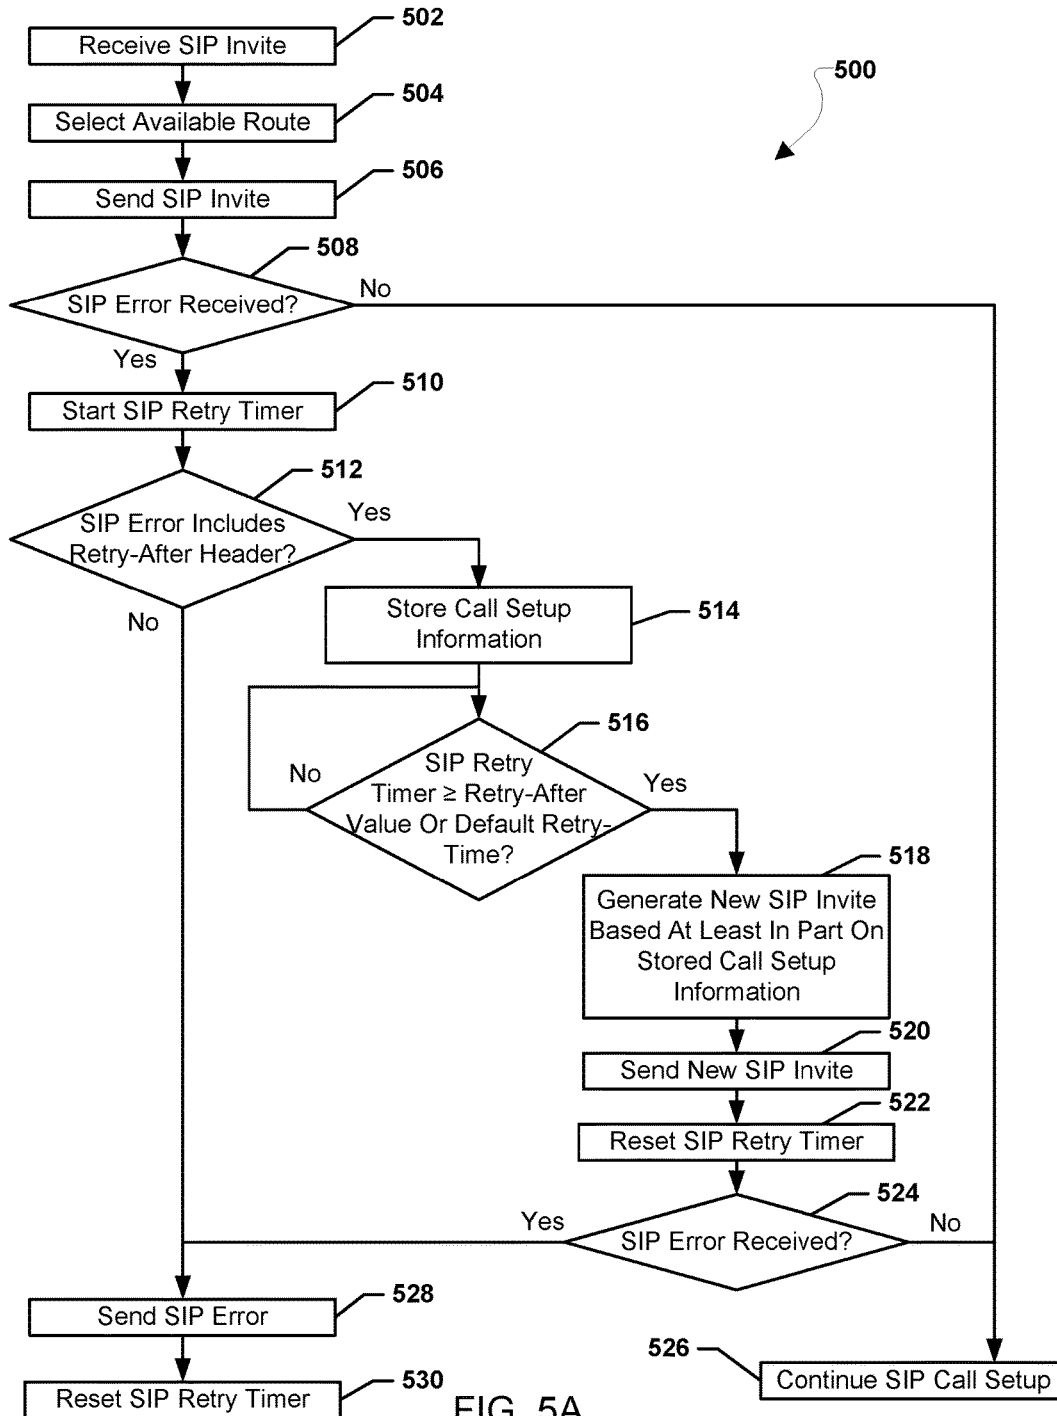 502
Receive SIP Invite
500
504
Select Available Route
506
Send SIP Invite
508
SIP Error Received?
No
Yes
510
Start SIP Retry Timer
512
SIP Error Includes
Retry-After Header?
Yes
No
Store Call Setup
Information
514
516
SIP Retry
Timer ≥ Retry-After
Value Or Default Retry-
Time?
No
Yes
518
Generate New SIP Invite
Based At Least In Part On
Stored Call Setup
Information
520
Send New SIP Invite
522
Reset SIP Retry Timer
524
SIP Error Received?
Yes
No
528
Send SIP Error
526
Continue SIP Call Setup
530
Reset SIP Retry Timer
FIG. 5A